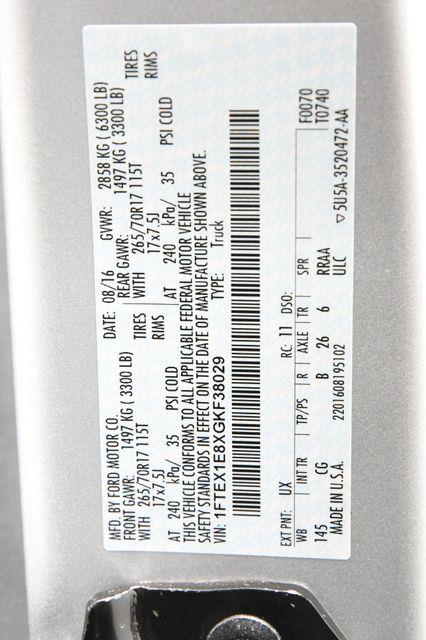 MFD. BY FORD MOTOR CO. DATE: 08/16 GVWR: 2858 KG ( 6300 LB)
FRONT GAWR: 1497 KG ( 3300 LB) REAR GAWR: 1497 KG ( 3300 LB)
WITH 265/70R17 115T TIRES WITH 265/70R17 115T TIRES
17x7.5J RIMS 17x7.5J RIMS
AT 240 kPa/ 35 PSI COLD AT 240 kPa/ 35 PSI COLD
THIS VEHICLE CONFORMS TO ALL APPLICABLE FEDERAL MOTOR VEHICLE
SAFETY STANDARDS IN EFFECT ON THE DATE OF MANUFACTURE SHOWN ABOVE.
VIN: 1FTEX1E8XGKF38029 TYPE: Truck
EXT PNT: UX RC: 11 DSO: F0070
WB INT TR TP/PS R AXLE TR SPR T0740
145 CG B 26 6 RRAA
MADE IN U.S.A. 2201608195102 ULC ▽5U5A-3520472-AA